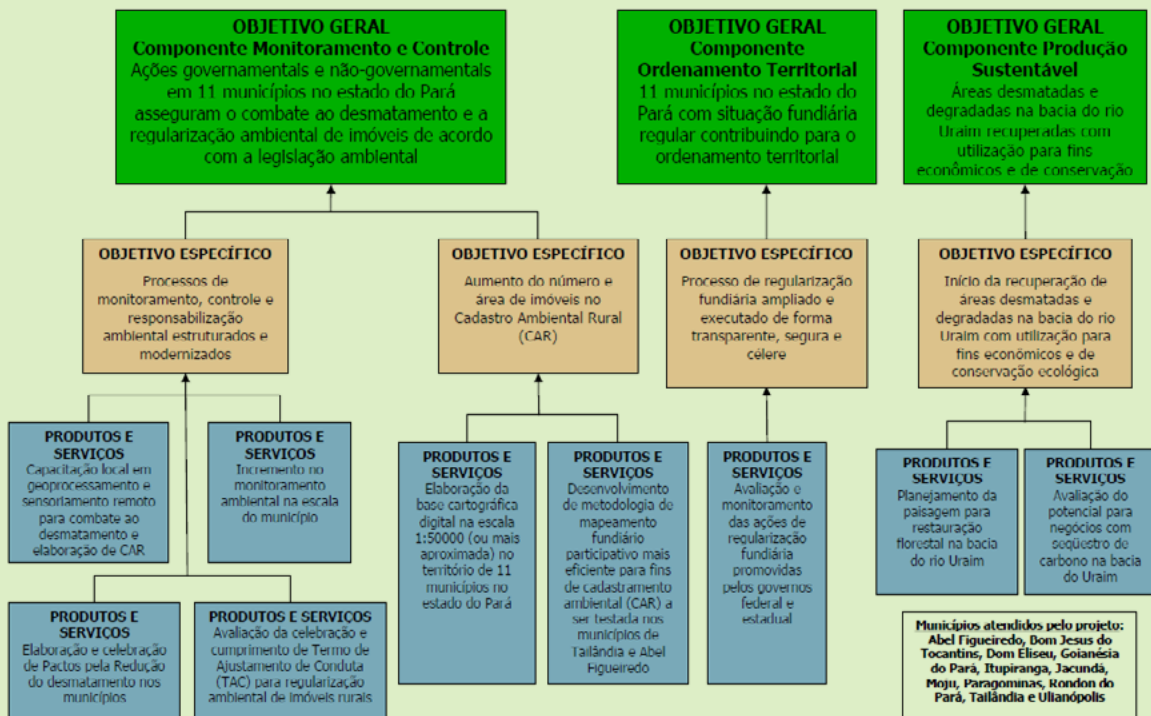 OBJETIVO GERAL
Componente Monitoramento e Controle
Ações governamentais e não-governamentais
em 11 municípios no estado do Pará
asseguram o combate ao desmatamento e a
regularização ambiental de imóveis de acordo
com a legislação ambiental
OBJETIVO GERAL
Componente
Ordenamento Territorial
11 municípios no estado do
Pará com situação fundiária
regular contribuindo para o
ordenamento territorial
OBJETIVO GERAL
Componente Produção
Sustentável
Áreas desmatadas e
degradadas na bacia do rio
Uraim recuperadas com
utilização para fins
econômicos e de conservação
OBJETIVO ESPECÍFICO
Processos de
monitoramento, controle e
responsabilização
ambiental estruturados e
modernizados
OBJETIVO ESPECÍFICO
Aumento do número e
área de imóveis no
Cadastro Ambiental Rural
(CAR)
OBJETIVO ESPECÍFICO
Processo de regularização
fundiária ampliado e
executado de forma
transparente, segura e
célere
OBJETIVO ESPECÍFICO
Início da recuperação de
áreas desmatadas e
degradadas na bacia do rio
Uraim com utilização para
fins econômicos e de
conservação ecológica
PRODUTOS E
SERVIÇOS
Capacitação local em
geoprocessamento e
sensoriamento remoto
para combate ao
desmatamento e
elaboração de CAR
PRODUTOS E
SERVIÇOS
Incremento no
monitoramento
ambiental na escala
do município
PRODUTOS E
SERVIÇOS
Elaboração e celebração
de Pactos pela Redução
do desmatamento nos
municípios
PRODUTOS E SERVIÇOS
Avaliação da celebração e
cumprimento de Termo de
Ajustamento de Conduta
(TAC) para regularização
ambiental de imóveis rurais
PRODUTOS E
SERVIÇOS
Elaboração da
base cartográfica
digital na escala
1:50000 (ou mais
aproximada) no
território de 11
municípios no
estado do Pará
PRODUTOS E
SERVIÇOS
Desenvolvimento
de metodologia de
mapeamento
fundiário
participativo mais
eficiente para fins
de cadastramento
ambiental (CAR) a
ser testada nos
municípios de
Tailândia e Abel
Figueiredo
PRODUTOS E
SERVIÇOS
Avaliação e
monitoramento
das ações de
regularização
fundiária
promovidas
pelos governos
federal e
estadual
PRODUTOS E
SERVIÇOS
Planejamento da
paisagem para
restauração
florestal na bacia
do rio Uraim
PRODUTOS E
SERVIÇOS
Avaliação do
potencial para
negócios com
seqüestro de
carbono na bacia
do Uraim
Municípios atendidos pelo projeto:
Abel Figueiredo, Bom Jesus do
Tocantins, Dom Eliseu, Goianésia
do Pará, Itupiranga, Jacundá,
Moju, Paragominas, Rondon do
Pará, Tailândia e Ulianópolis